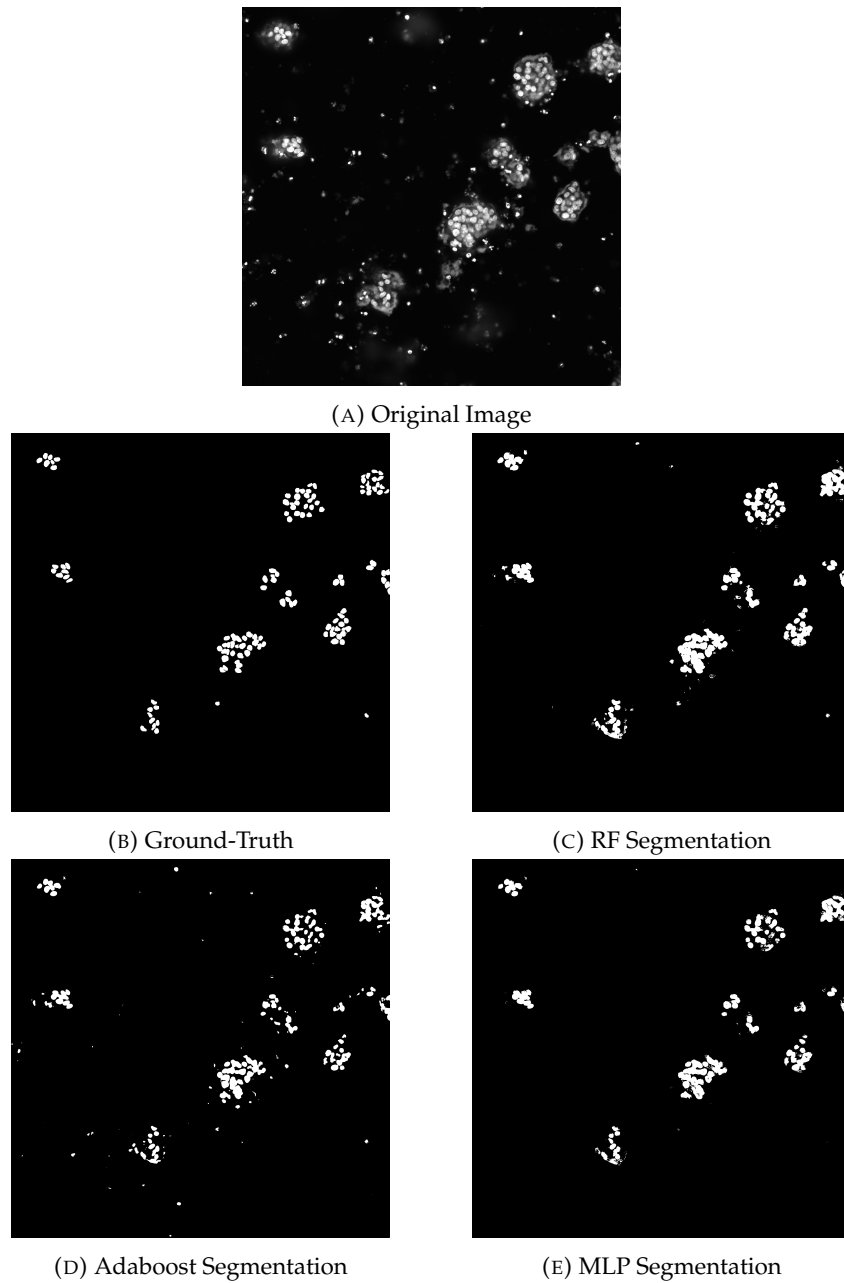 (A) Original Image
(B) Ground-Truth
(C) RF Segmentation
(D) Adaboost Segmentation
(E) MLP Segmentation